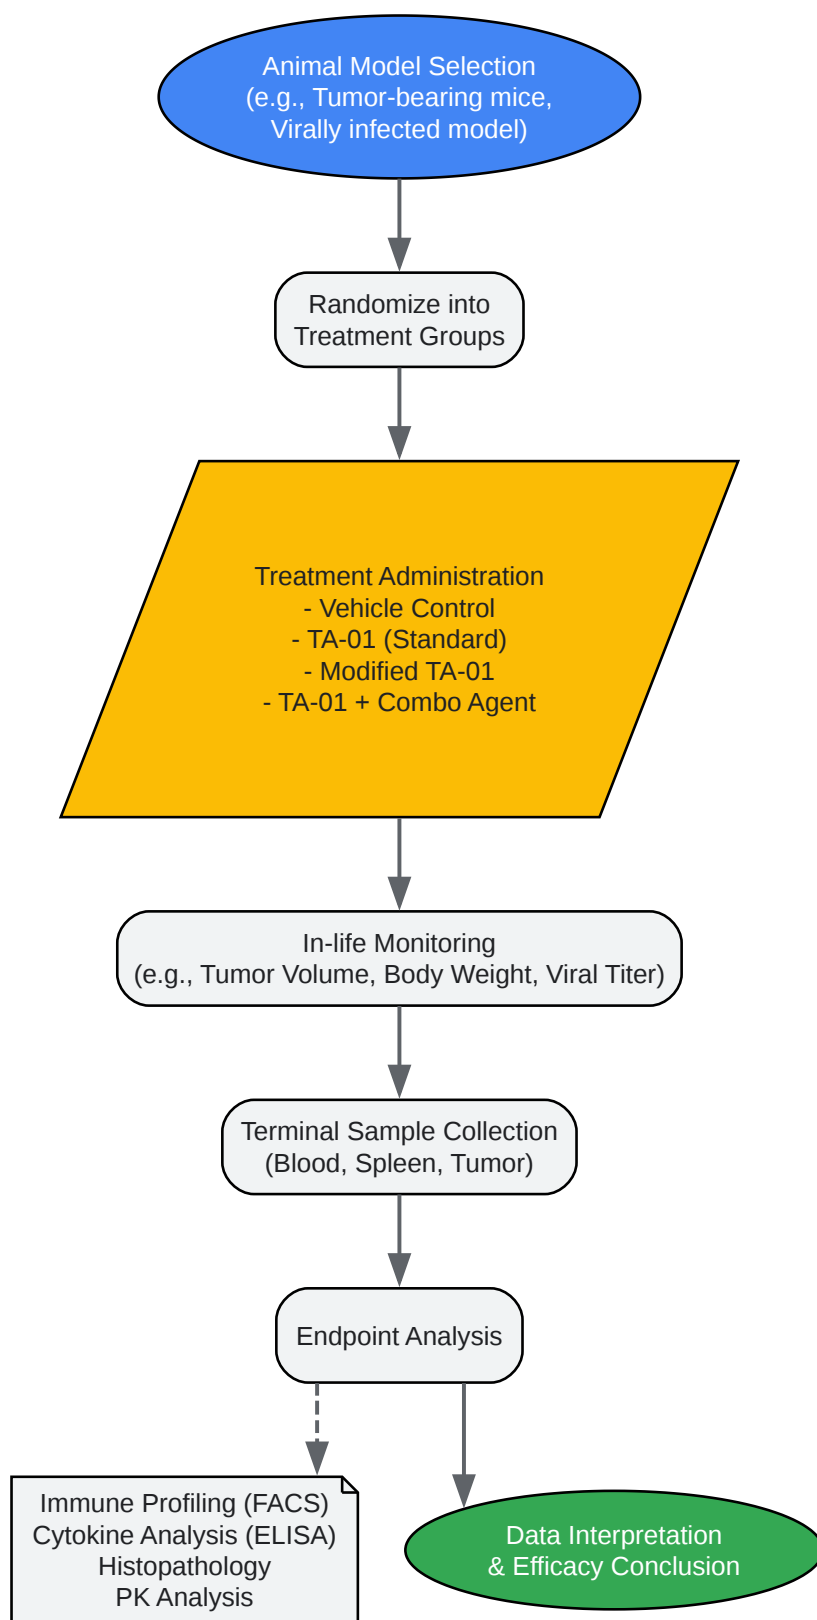 Animal Model Selection
(e.g., Tumor-bearing mice,
Virally infected model)
Randomize into
Treatment Groups
Treatment Administration
- Vehicle Control
- TA-01 (Standard)
- Modified TA-01
- TA-01 + Combo Agent
In-life Monitoring
(e.g., Tumor Volume, Body Weight, Viral Titer)
Terminal Sample Collection
(Blood, Spleen, Tumor)
Endpoint Analysis
Immune Profiling (FACS)
Cytokine Analysis (ELISA)
Histopathology
PK Analysis
Data Interpretation
& Efficacy Conclusion